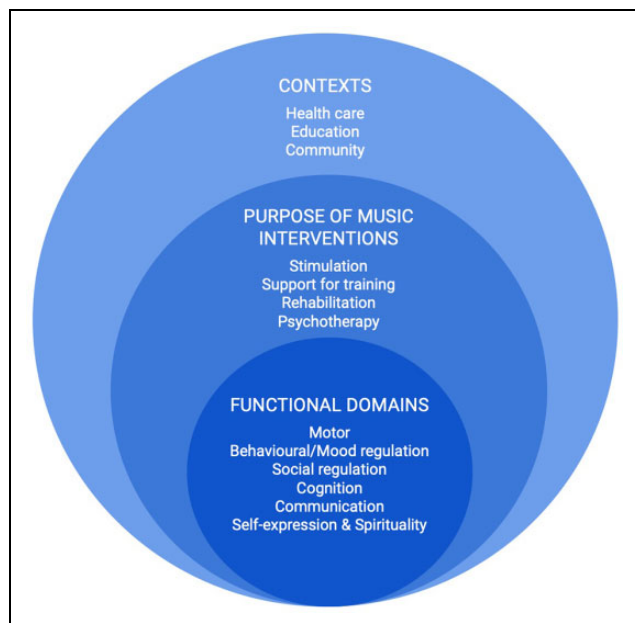 CONTEXTS
Health care
Education
Community
PURPOSE OF MUSIC
INTERVENTIONS
Stimulation
Support for training
Rehabilitation
Psychotherapy
FUNCTIONAL DOMAINS
Motor
Behavioural/Mood regulation
Social regulation
Cognition
Communication
Self-expression & Spirituality